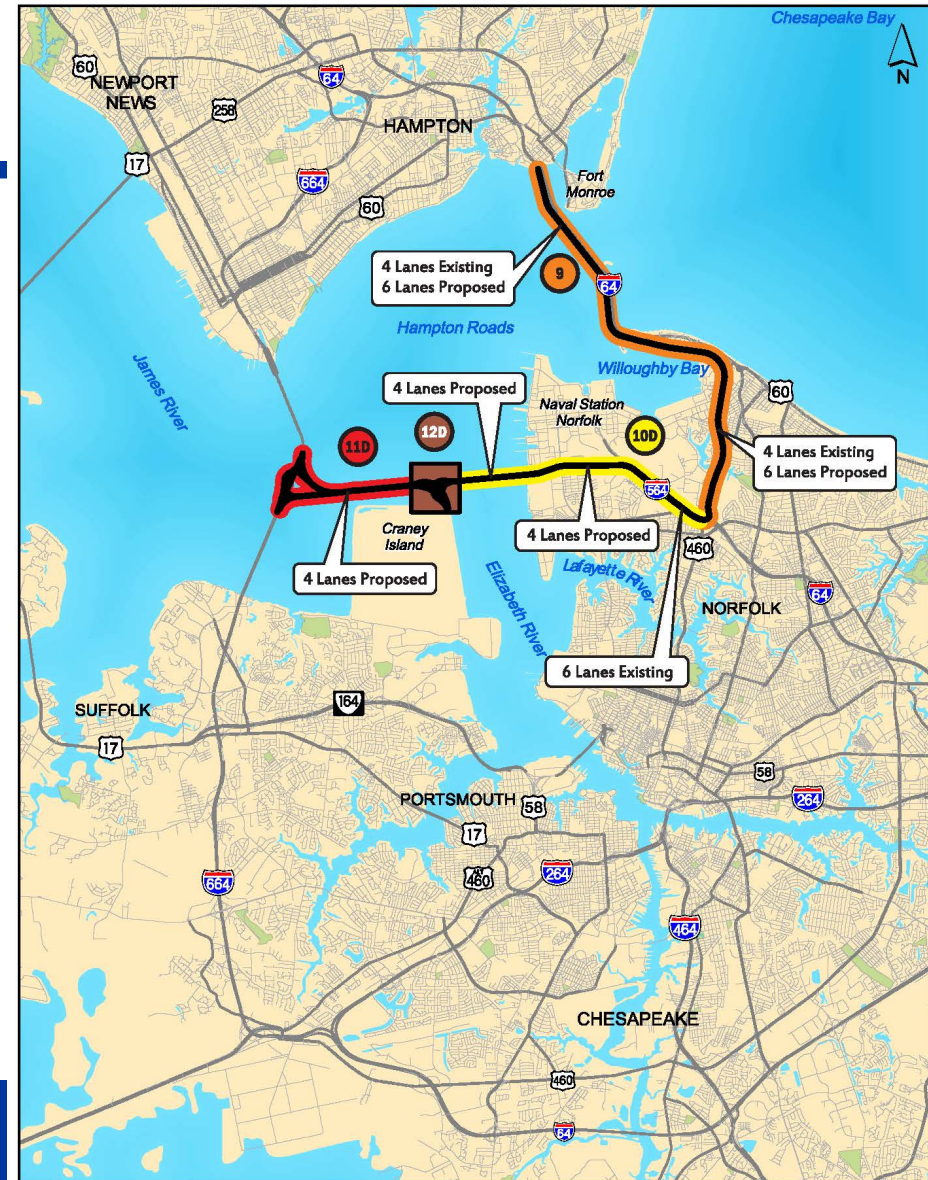 Chesapeake Bay
N
60
NEWPORT
NEWS
64
258
HAMPTON
17
664
60
Fort
Monroe
4 Lanes Existing
6 Lanes Proposed
9
64
Hampton Roads
James River
Willoughby Bay
4 Lanes Proposed
Naval Station
Norfolk
60
11D
12D
10D
4 Lanes Existing
6 Lanes Proposed
564
Craney
Island
4 Lanes Proposed
460
4 Lanes Proposed
Elizabeth River
Lafayette River
64
NORFOLK
6 Lanes Existing
164
SUFFOLK
17
58
264
PORTSMOUTH
58
17
460
264
664
464
CHESAPEAKE
460
64